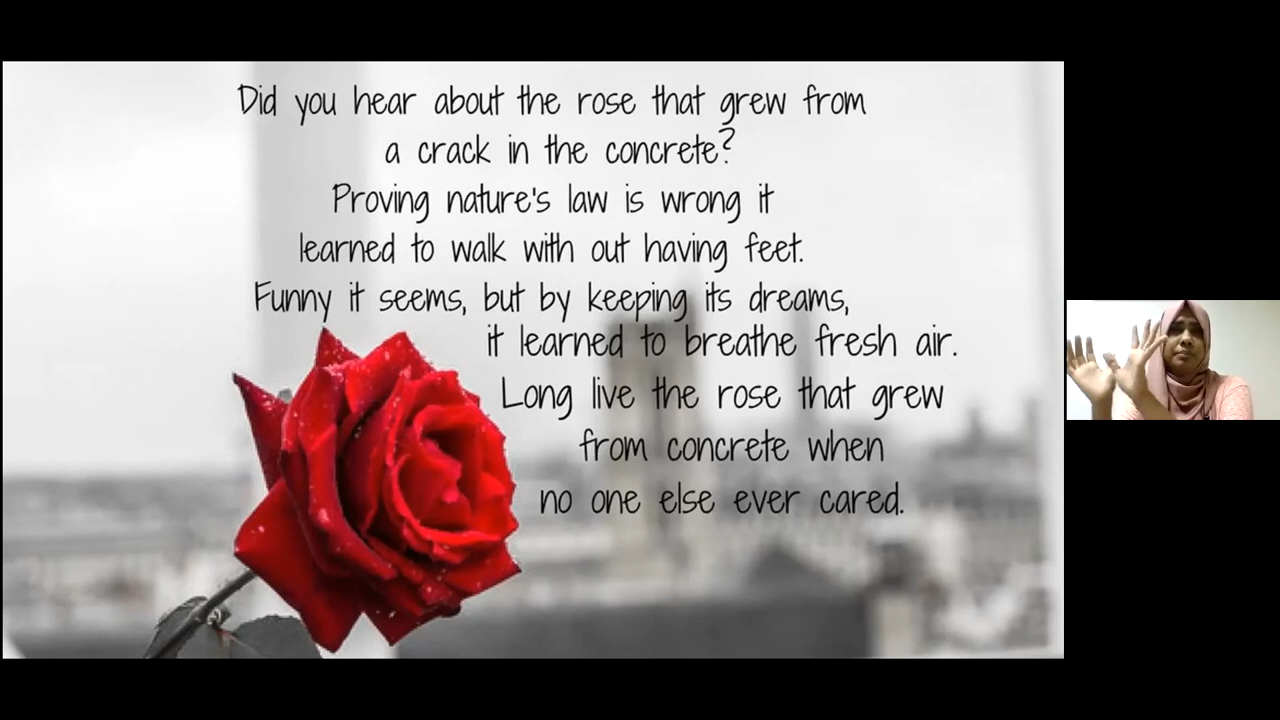 Did you hear about the rose that grew from
a crack in the concrete?
Proving nature's law is wrong it
learned to walk with out having feet.
Funny it seems, but by keeping its dreams,
it learned to breathe fresh air.
Long live the rose that grew
from concrete when
no one else ever cared.